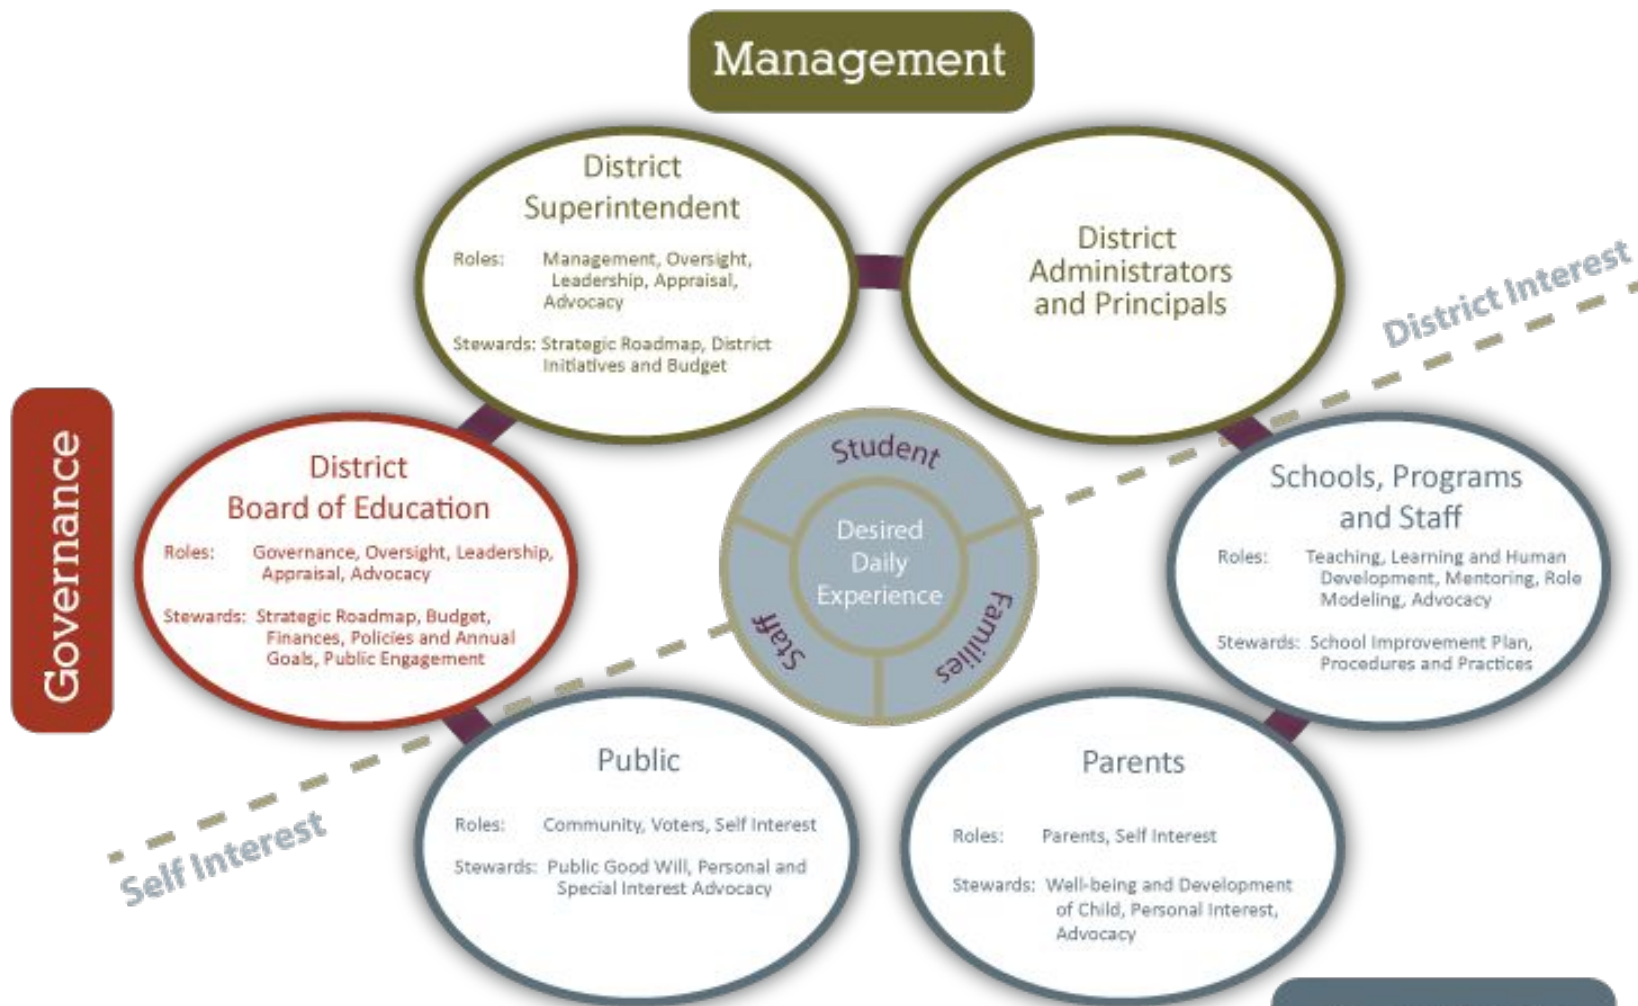 Management
District
Superintendent
Roles: Management, Oversight,
Leadership, Appraisal,
Advocacy
Stewards: Strategic Roadmap, District
Initiatives and Budget
District
Administrators
and Principals
District Interest
Governance
District
Board of Education
Roles: Governance, Oversight, Leadership,
Appraisal, Advocacy
Stewards: Strategic Roadmap, Budget,
Finances, Policies and Annual
Goals, Public Engagement
Student
Desired
Daily
Experience
Staff
Families
Schools, Programs
and Staff
Roles: Teaching, Learning and Human
Development, Mentoring, Role
Modeling, Advocacy
Stewards: School Improvement Plan,
Procedures and Practices
Self Interest
Public
Roles: Community, Voters, Self Interest
Stewards: Public Good Will, Personal and
Special Interest Advocacy
Parents
Roles: Parents, Self Interest
Stewards: Well-being and Development
of Child, Personal Interest,
Advocacy